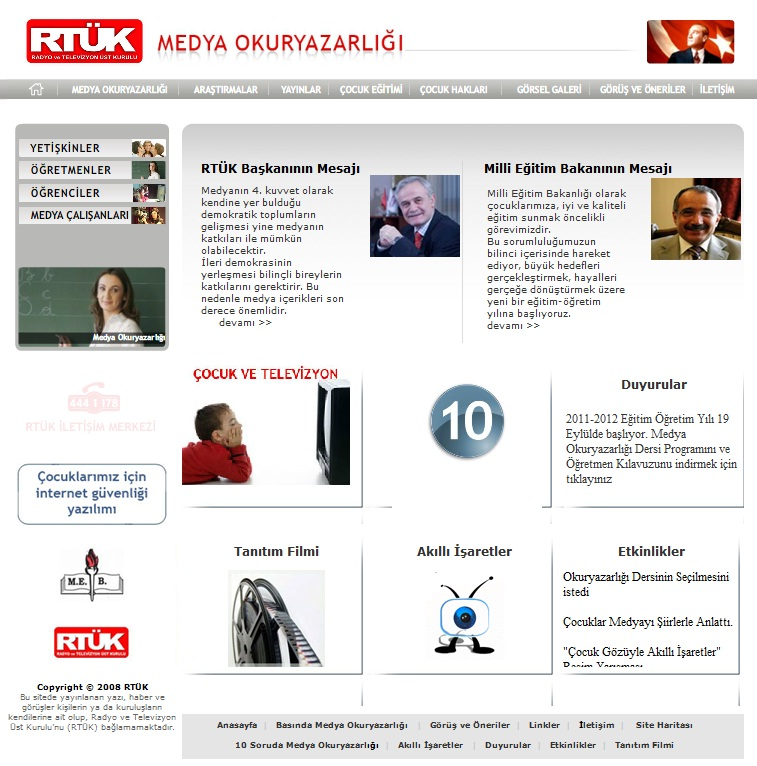 RTÜK
RADYO ve TELEVİZYON ÜST KURULU
MEDYA OKURYAZARLIĞI
MEDYA OKURYAZARLIĞI
ARAŞTIRMALAR
YAYINLAR
ÇOCUK EĞİTİMİ
ÇOCUK HAKLARI
GÖRSEL GALERİ
GÖRÜŞ VE ÖNERİLER
İLETİŞİM
YETİŞKİNLER
ÖĞRETMENLER
ÖĞRENCİLER
MEDYA ÇALIŞANLARI
Medya Okuryazarlığı
RTÜK Başkanının Mesajı
Medyanın 4. kuvvet olarak
kendine yer bulduğu
demokratik toplumların
gelişmesi yine medyanın
katkıları ile mümkün
olabilecektir.
İleri demokrasinin
yerleşmesi bilinçli bireylerin
katkılarını gerektirir. Bu
nedenle medya içerikleri son
derece önemlidir.
devamı >>
Milli Eğitim Bakanının Mesajı
Milli Eğitim Bakanlığı olarak
çocuklarımıza, iyi ve kaliteli
eğitim sunmak öncelikli
görevimizdir.
Bu sorumluluğumuzun
bilinci içerisinde hareket
ediyor, büyük hedefleri
gerçekleştirmek, hayalleri
gerçeğe dönüştürmek üzere
yeni bir eğitim-öğretim
yılına başlıyoruz.
devamı >>
444 1 178
RTÜK İLETİŞİM MERKEZİ
Çocuklarımız için
internet güvenliği
yazılımı
M.E.B.
RTÜK
RADYO ve TELEVİZYON ÜST KURULU
Copyright © 2008 RTÜK
Bu sitede yayınlanan yazı, haber ve
görüşler kişilerin ya da kuruluşların
kendilerine ait olup, Radyo ve Televizyon
Üst Kurulu'nu (RTÜK) bağlamamaktadır.
ÇOCUK VE TELEVİZYON
10
Duyurular
2011-2012 Eğitim Öğretim Yılı 19
Eylülde başlıyor. Medya
Okuryazarlığı Dersi Programını ve
Öğretmen Kılavuzunu indirmek için
tıklayınız
Tanıtım Filmi
Akıllı İşaretler
Etkinlikler
Okuryazarlığı Dersinin Seçilmesini
istedi
Çocuklar Medyayı Şiirlerle Anlattı.
"Çocuk Gözüyle Akıllı İşaretler"
Resim Yarışması
Anasayfa | Basında Medya Okuryazarlığı | Görüş ve Öneriler | Linkler | İletişim | Site Haritası
10 Soruda Medya Okuryazarlığı | Akıllı İşaretler | Duyurular | Etkinlikler | Tanıtım Filmi